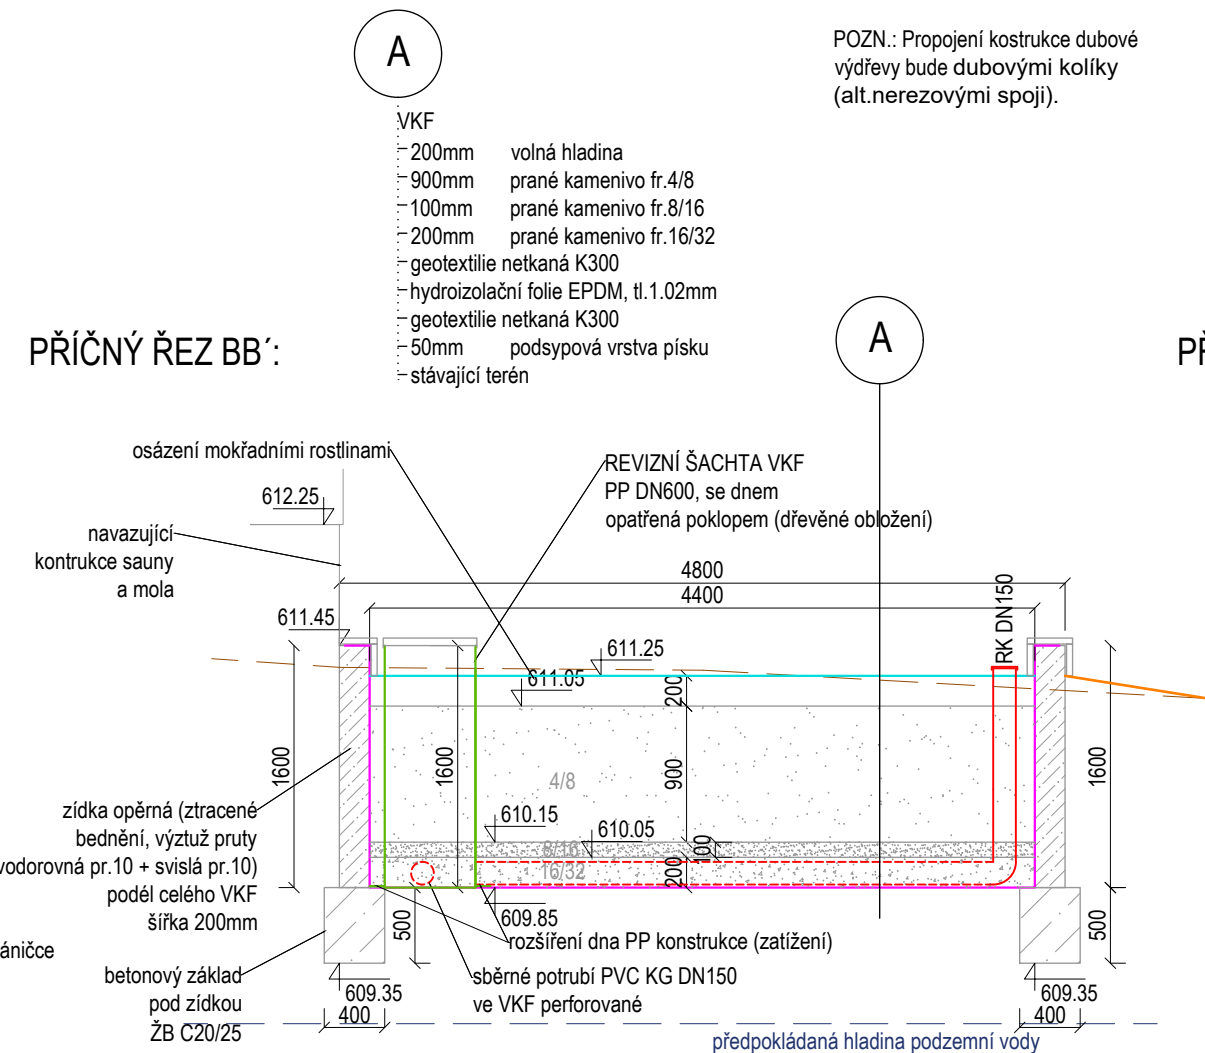 A
POZN.: Propojení kostrukce dubové
výdřevy bude dubovými kolíky
(alt.nerezovými spoji).
VKF
200mm volná hladina
900mm prané kamenivo fr.4/8
100mm prané kamenivo fr.8/16
200mm prané kamenivo fr.16/32
geotextilie netkaná K300
hydroizolační folie EPDM, tl.1.02mm
geotextilie netkaná K300
50mm podsypová vrstva písku
stávající terén
A
PŘÍČNÝ ŘEZ BB´:
PŘ
osázení mokřadními rostlinami
REVIZNÍ ŠACHTA VKF
PP DN600, se dnem
opatřená poklopem (dřevěné obložení)
612.25
navazující
kontrukce sauny
a mola
4800
4400
RK DN150
611.45
611.25
611.05
200
1600
1600
4/8
900
1600
zídka opěrná (ztracené
bednění, výztuž pruty
vodorovná pr.10 + svislá pr.10)
podél celého VKF
šířka 200mm
610.15
610.05
8/16
100
16/32
200
609.85
500
500
rozšíření dna PP konstrukce (zatížení)
áničce
betonový základ
pod zídkou
ŽB C20/25
sběrné potrubí PVC KG DN150
ve VKF perforované
609.35
400
609.35
400
předpokládaná hladina podzemní vody